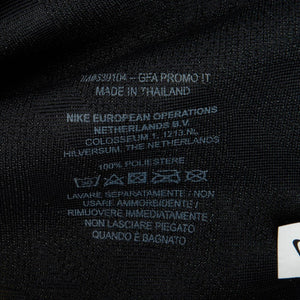 GFA PROMO IT
MADE IN THAILAND
NIKE EUROPEAN OPERATIONS
NETHERLANDS B.V.
COLOSSEUM 1, 1213.NL
HILVERSUM, THE NETHERLANDS
100% POLIESTERE
LAVARE SEPARATAMENTE / NON
USARE AMMORBIDENTE /
RIMUOVERE IMMEDIATAMENTE /
NON LASCIARE PIEGATO
QUANDO È BAGNATO